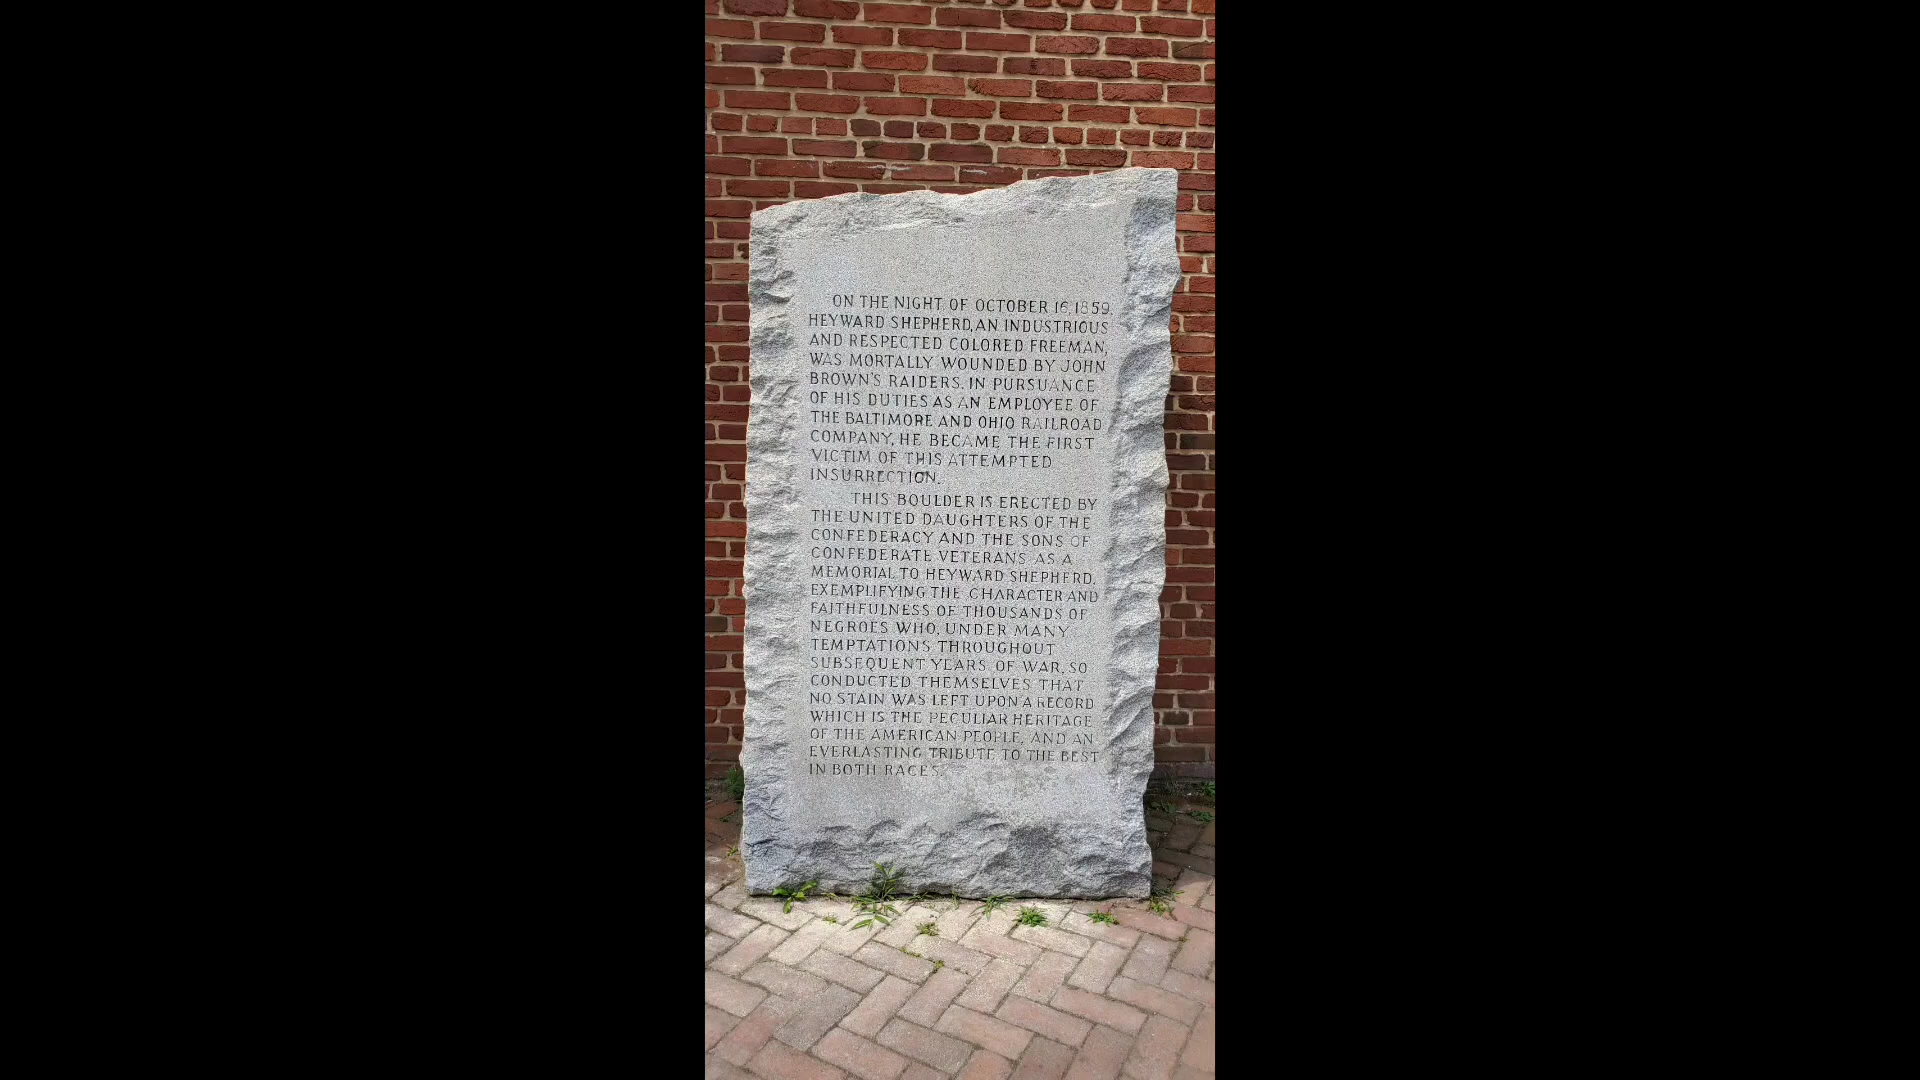 ON THE NIGHT OF OCTOBER 16, 1859,
HEYWARD SHEPHERD, AN INDUSTRIOUS
AND RESPECTED COLORED FREEMAN,
WAS MORTALLY WOUNDED BY JOHN
BROWN'S RAIDERS. IN PURSUANCE
OF HIS DUTIES AS AN EMPLOYEE OF
THE BALTIMORE AND OHIO RAILROAD
COMPANY, HE BECAME THE FIRST
VICTIM OF THIS ATTEMPTED
INSURRECTION.
THIS BOULDER IS ERECTED BY
THE UNITED DAUGHTERS OF THE
CONFEDERACY AND THE SONS OF
CONFEDERATE VETERANS AS A
MEMORIAL TO HEYWARD SHEPHERD,
EXEMPLIFYING THE CHARACTER AND
FAITHFULNESS OF THOUSANDS OF
NEGROES WHO, UNDER MANY
TEMPTATIONS THROUGHOUT
SUBSEQUENT YEARS OF WAR, SO
CONDUCTED THEMSELVES THAT
NO STAIN WAS LEFT UPON A RECORD
WHICH IS THE PECULIAR HERITAGE
OF THE AMERICAN PEOPLE, AND AN
EVERLASTING TRIBUTE TO THE BEST
IN BOTH RACES.